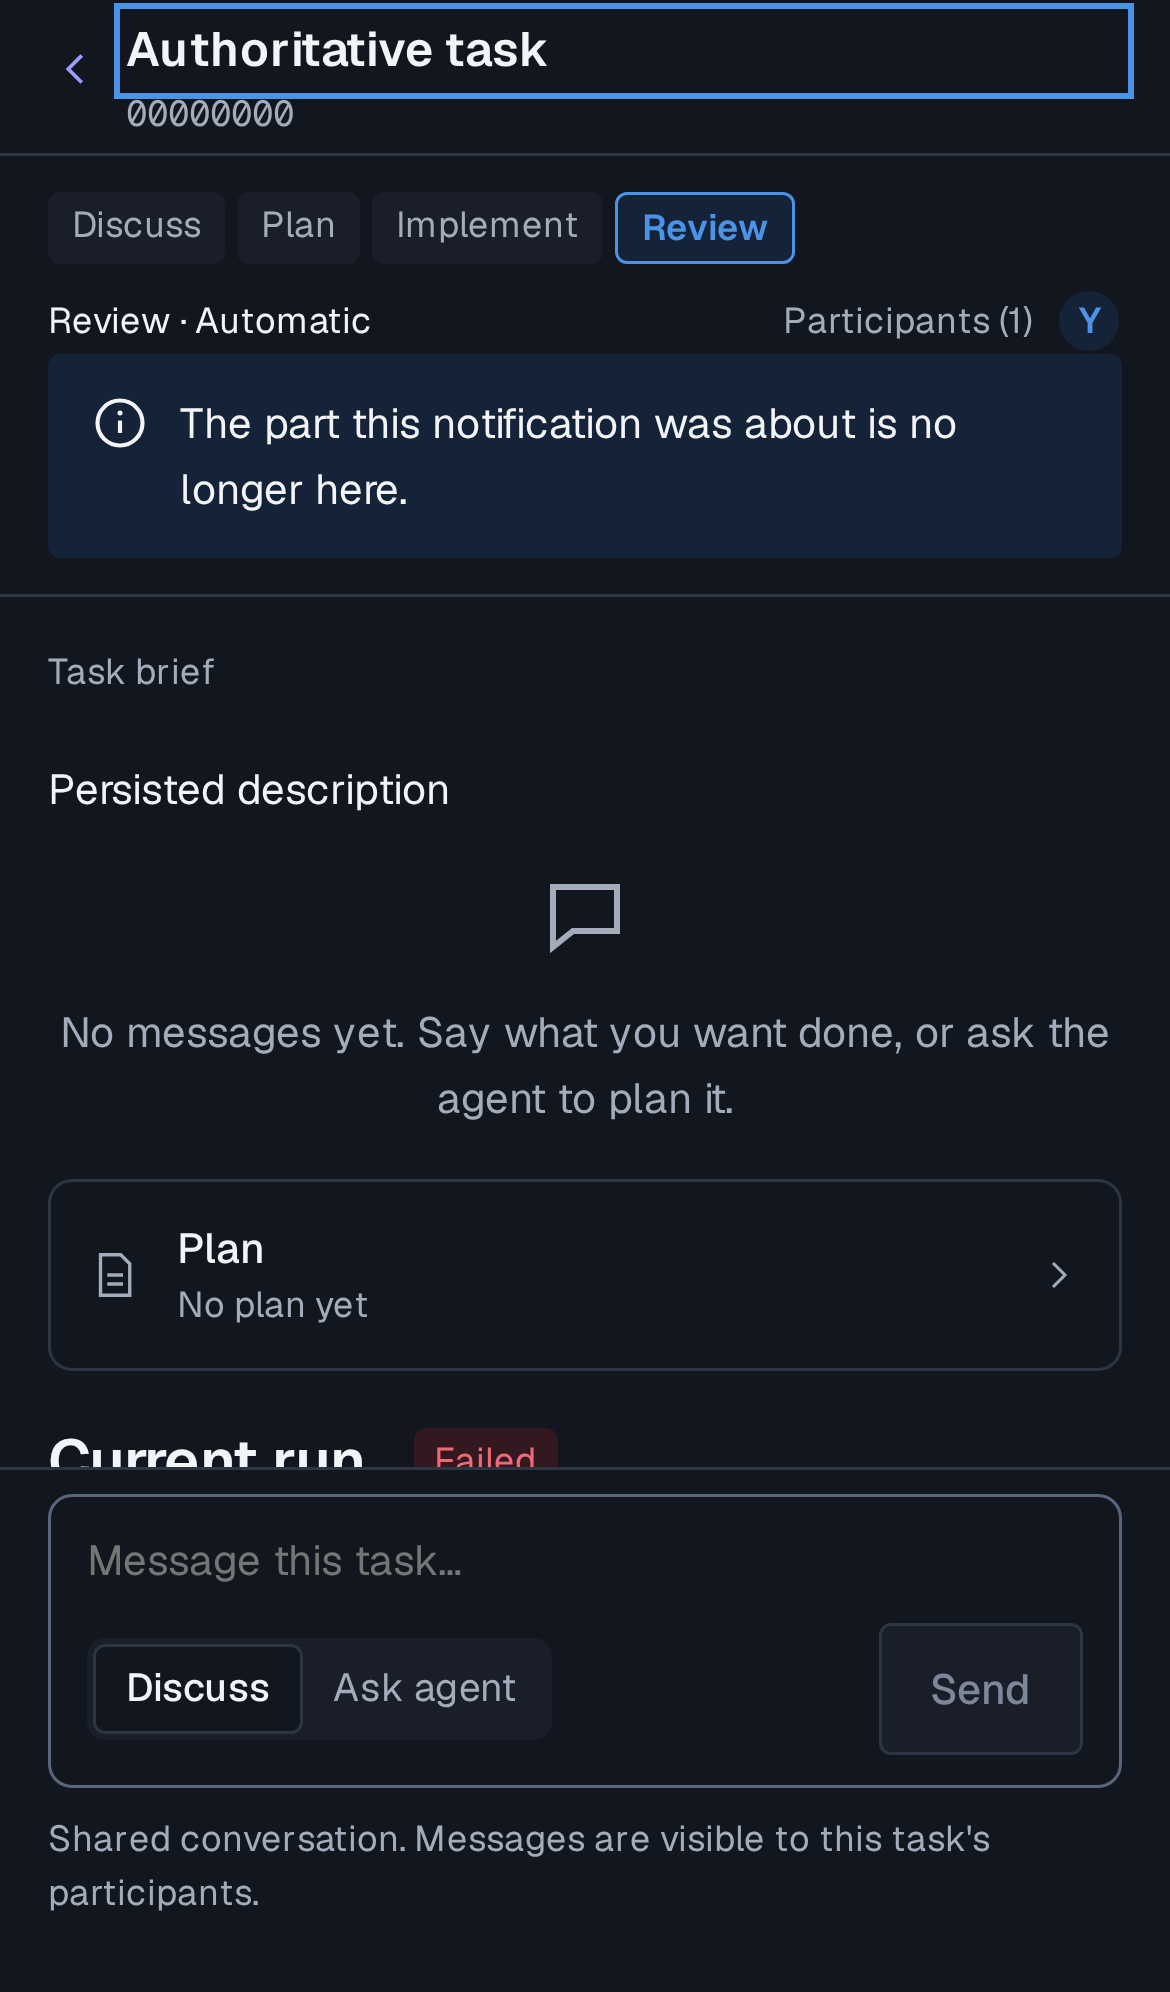 Authoritative task
00000000
Discuss Plan Implement Review
Review · Automatic Participants (1) Y
The part this notification was about is no
longer here.
Task brief
Persisted description
No messages yet. Say what you want done, or ask the
agent to plan it.
Plan
No plan yet
Current run Failed
Message this task…
Discuss Ask agent Send
Shared conversation. Messages are visible to this task's
participants.